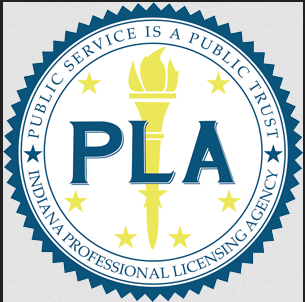 PUBLIC SERVICE IS A PUBLIC TRUST
PLA
INDIANA PROFESSIONAL LICENSING AGENCY